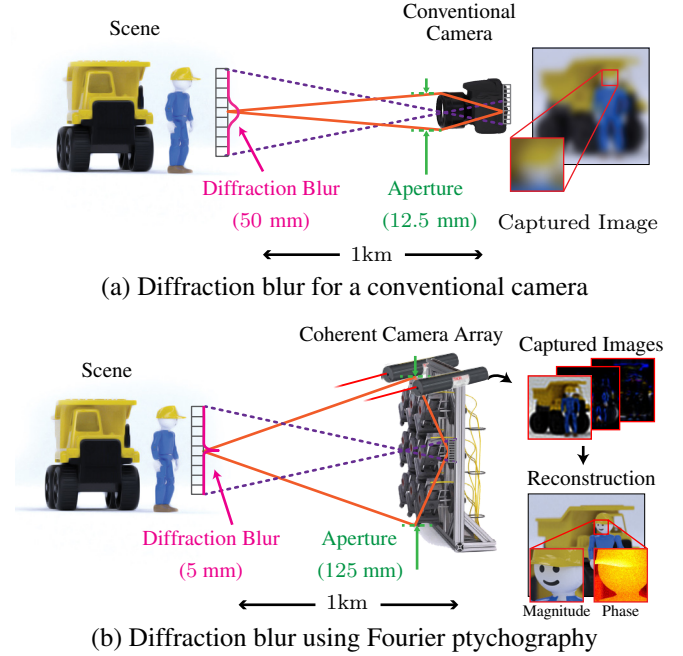 Scene
Conventional
Camera
Diffraction Blur
(50 mm)
Aperture
(12.5 mm)
Captured Image
1km
(a) Diffraction blur for a conventional camera
Coherent Camera Array
Captured Images
Scene
Reconstruction
Diffraction Blur
(5 mm)
Aperture
(125 mm)
Magnitude
Phase
1km
(b) Diffraction blur using Fourier ptychography